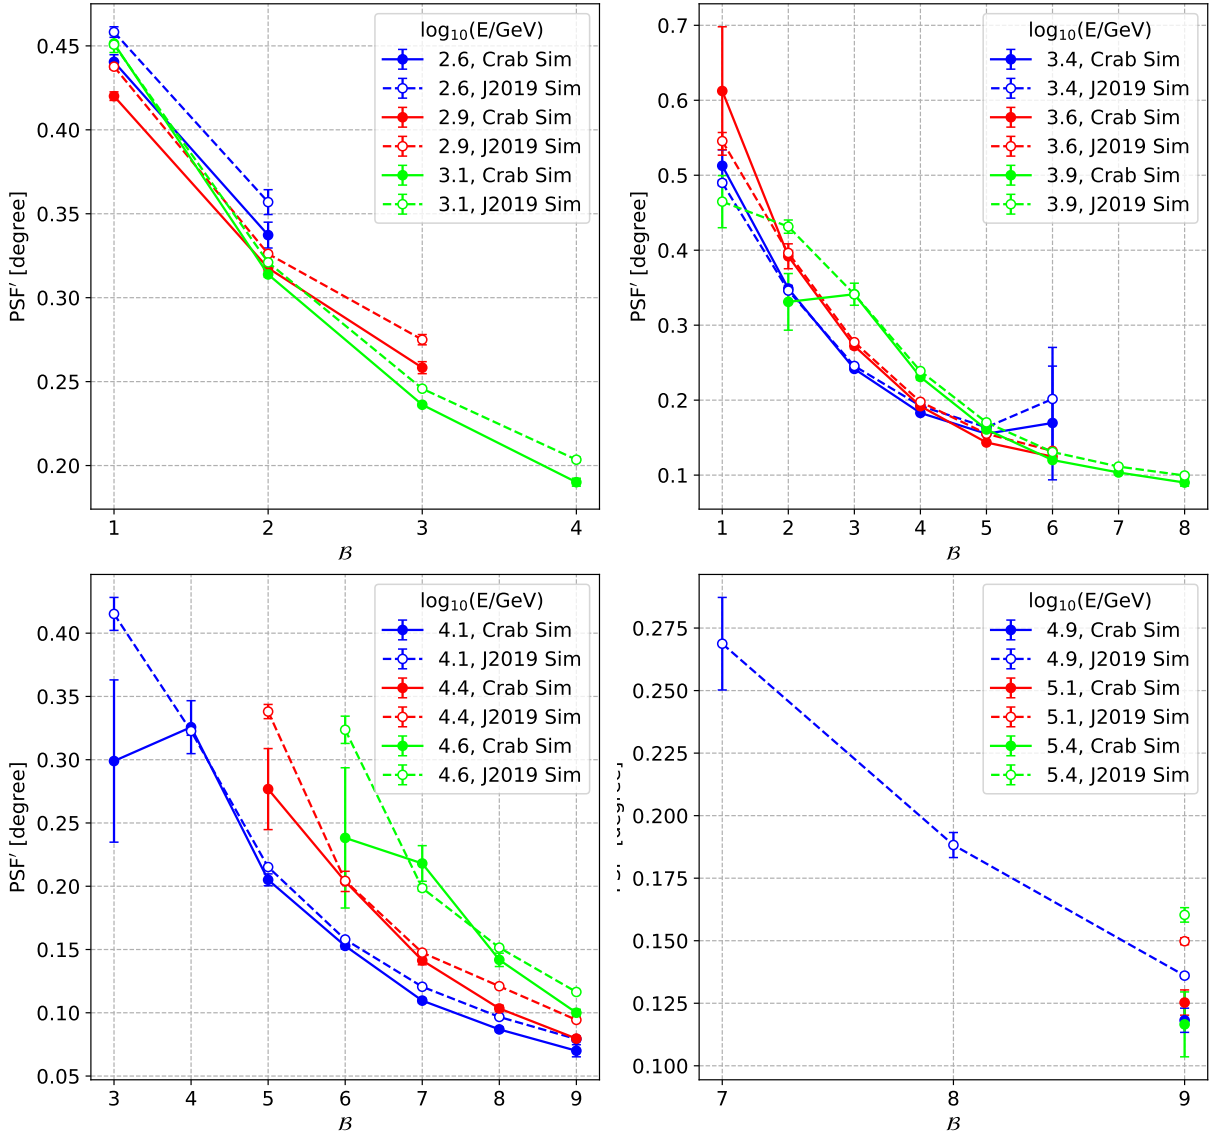 0.45
0.40
0.35
0.30
0.25
0.20
PSF′ [degree]
1 2 3 4
ℬ
log₁₀(E/GeV)
2.6, Crab Sim
2.6, J2019 Sim
2.9, Crab Sim
2.9, J2019 Sim
3.1, Crab Sim
3.1, J2019 Sim
0.7
0.6
0.5
0.4
0.3
0.2
0.1
PSF′ [degree]
1 2 3 4 5 6 7 8
ℬ
log₁₀(E/GeV)
3.4, Crab Sim
3.4, J2019 Sim
3.6, Crab Sim
3.6, J2019 Sim
3.9, Crab Sim
3.9, J2019 Sim
0.40
0.35
0.30
0.25
0.20
0.15
0.10
0.05
PSF′ [degree]
3 4 5 6 7 8 9
ℬ
log₁₀(E/GeV)
4.1, Crab Sim
4.1, J2019 Sim
4.4, Crab Sim
4.4, J2019 Sim
4.6, Crab Sim
4.6, J2019 Sim
0.275
0.250
0.225
0.200
0.175
0.150
0.125
0.100
7 8 9
ℬ
log₁₀(E/GeV)
4.9, Crab Sim
4.9, J2019 Sim
5.1, Crab Sim
5.1, J2019 Sim
5.4, Crab Sim
5.4, J2019 Sim